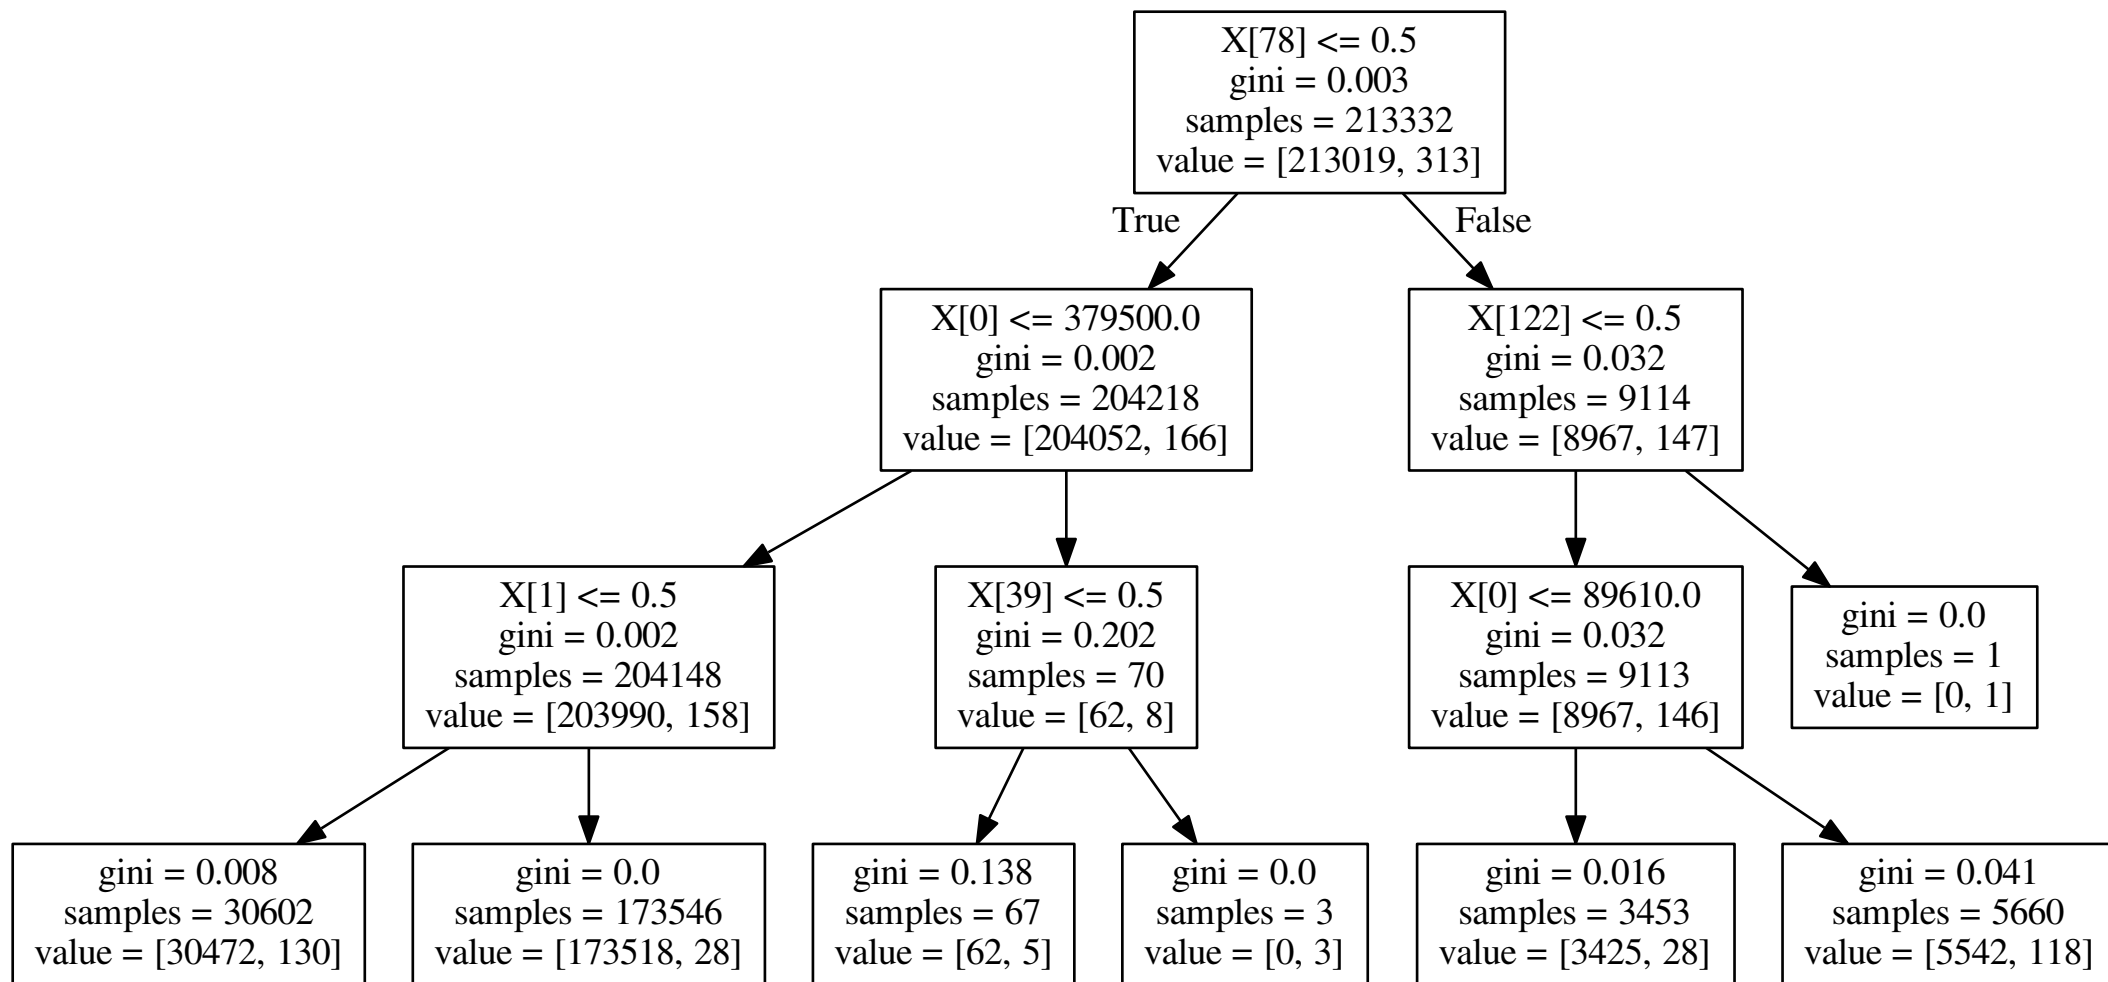 X[78] <= 0.5
gini = 0.003
samples = 213332
value = [213019, 313]
True
False
X[0] <= 379500.0
gini = 0.002
samples = 204218
value = [204052, 166]
X[122] <= 0.5
gini = 0.032
samples = 9114
value = [8967, 147]
X[1] <= 0.5
gini = 0.002
samples = 204148
value = [203990, 158]
X[39] <= 0.5
gini = 0.202
samples = 70
value = [62, 8]
X[0] <= 89610.0
gini = 0.032
samples = 9113
value = [8967, 146]
gini = 0.0
samples = 1
value = [0, 1]
gini = 0.008
samples = 30602
value = [30472, 130]
gini = 0.0
samples = 173546
value = [173518, 28]
gini = 0.138
samples = 67
value = [62, 5]
gini = 0.0
samples = 3
value = [0, 3]
gini = 0.016
samples = 3453
value = [3425, 28]
gini = 0.041
samples = 5660
value = [5542, 118]